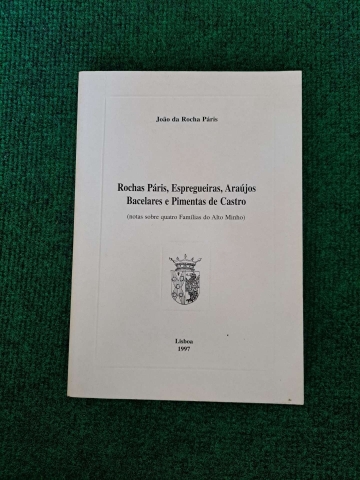 João da Rocha Páris
Rochas Páris, Espregueiras, Araújos
Bacelares e Pimentas de Castro
(notas sobre quatro Famílias do Alto Minho)
Lisboa
1997